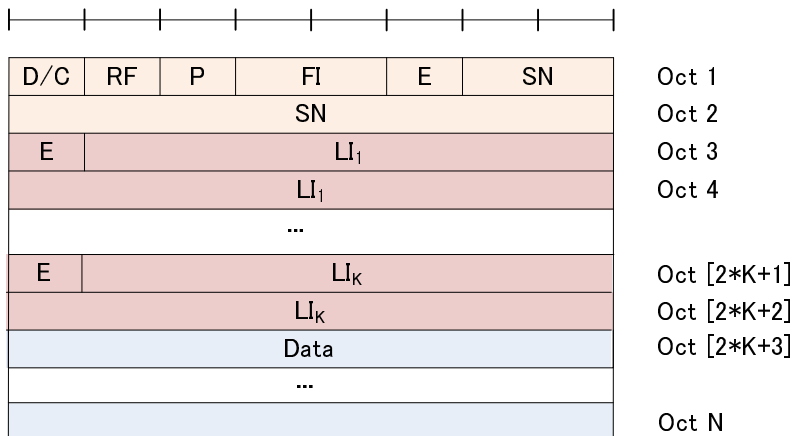 D/C RF P FI E SN Oct 1
SN Oct 2
E LI₁ Oct 3
LI₁ Oct 4
...
E LIK Oct [2*K+1]
LIK Oct [2*K+2]
Data Oct [2*K+3]
...
Oct N